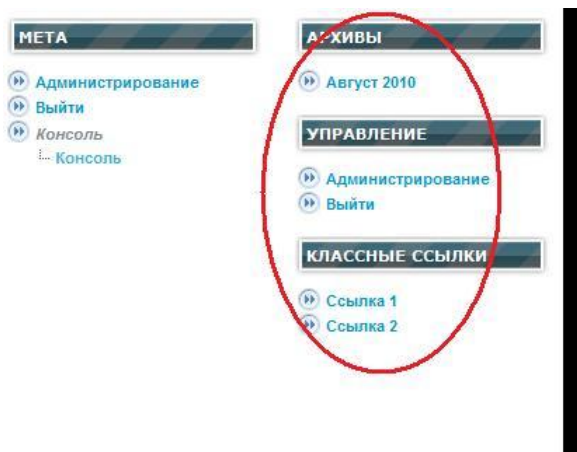 МЕТА
Администрирование
Выйти
Консоль
Консоль
АРХИВЫ
Август 2010
УПРАВЛЕНИЕ
Администрирование
Выйти
КЛАССНЫЕ ССЫЛКИ
Ссылка 1
Ссылка 2